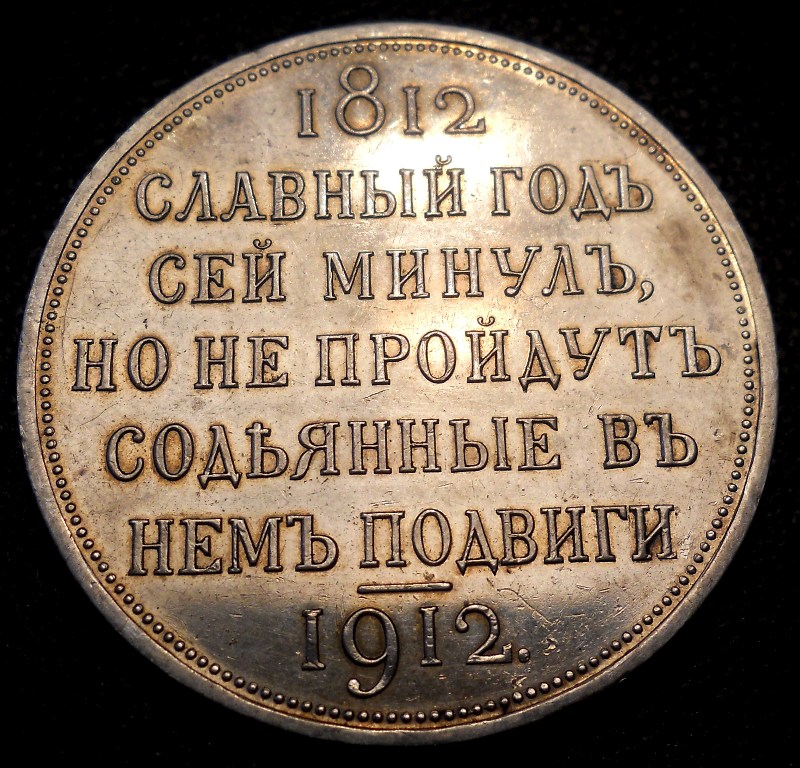 1812
СЛАВНЫЙ ГОДЪ
СЕЙ МИНУЛЪ,
НО НЕ ПРОЙДУТЪ
СОДѢЯННЫЕ ВЪ
НЕМЪ ПОДВИГИ
1912.